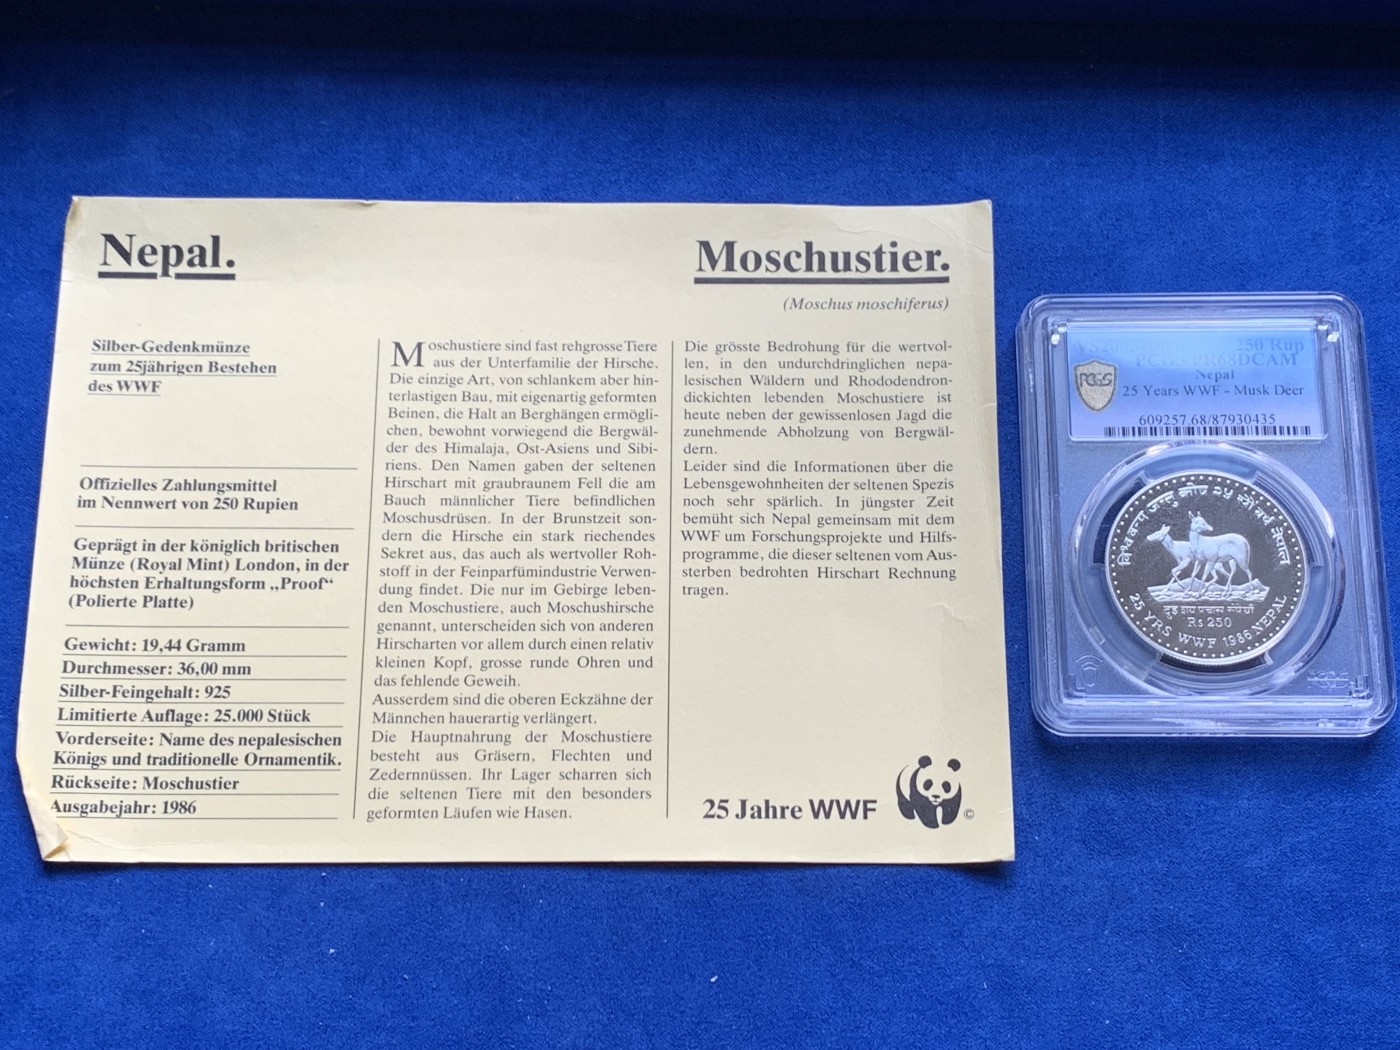 Nepal.
Moschustier.
(Moschus moschiferus)
Silber-Gedenkmünze
zum 25jährigen Bestehen
des WWF
Offizielles Zahlungsmittel
im Nennwert von 250 Rupien
Geprägt in der königlich britischen
Münze (Royal Mint) London, in der
höchsten Erhaltungsform „Proof“
(Polierte Platte)
Gewicht: 19,44 Gramm
Durchmesser: 36,00 mm
Silber-Feingehalt: 925
Limitierte Auflage: 25.000 Stück
Vorderseite: Name des nepalesischen
Königs und traditionelle Ornamentik.
Rückseite: Moschustier
Ausgabejahr: 1986
Moschustiere sind fast rehgrosse Tiere
aus der Unterfamilie der Hirsche.
Die einzige Art, von schlankem aber hin-
terlastigen Bau, mit eigenartig geformten
Beinen, die Halt an Berghängen ermögli-
chen, bewohnt vorwiegend die Bergwäl-
der des Himalaja, Ost-Asiens und Sibi-
riens. Den Namen gaben der seltenen
Hirschart mit graubraunem Fell die am
Bauch männlicher Tiere befindlichen
Moschusdrüsen. In der Brunstzeit son-
dern die Hirsche ein stark riechendes
Sekret aus, das auch als wertvoller Roh-
stoff in der Feinparfümindustrie Verwen-
dung findet. Die nur im Gebirge leben-
den Moschustiere, auch Moschushirsche
genannt, unterscheiden sich von anderen
Hirscharten vor allem durch einen relativ
kleinen Kopf, grosse runde Ohren und
das fehlende Geweih.
Ausserdem sind die oberen Eckzähne der
Männchen hauerartig verlängert.
Die Hauptnahrung der Moschustiere
besteht aus Gräsern, Flechten und
Zedernnüssen. Ihr Lager scharren sich
die seltenen Tiere mit den besonders
geformten Läufen wie Hasen.
Die grösste Bedrohung für die wertvol-
len, in den undurchdringlichen nepa-
lesischen Wäldern und Rhododendron-
dickichten lebenden Moschustiere ist
heute neben der gewissenlosen Jagd die
zunehmende Abholzung von Bergwäl-
dern.
Leider sind die Informationen über die
Lebensgewohnheiten der seltenen Spezis
noch sehr spärlich. In jüngster Zeit
bemüht sich Nepal gemeinsam mit dem
WWF um Forschungsprojekte und Hilfs-
programme, die dieser seltenen vom Aus-
sterben bedrohten Hirschart Rechnung
tragen.
25 Jahre WWF
©
250 Rup
PCGS PR68DCAM
Nepal
PCGS
25 Years WWF - Musk Deer
609257.68/87930435
Rs 250
25 YRS WWF 1986 NEPAL